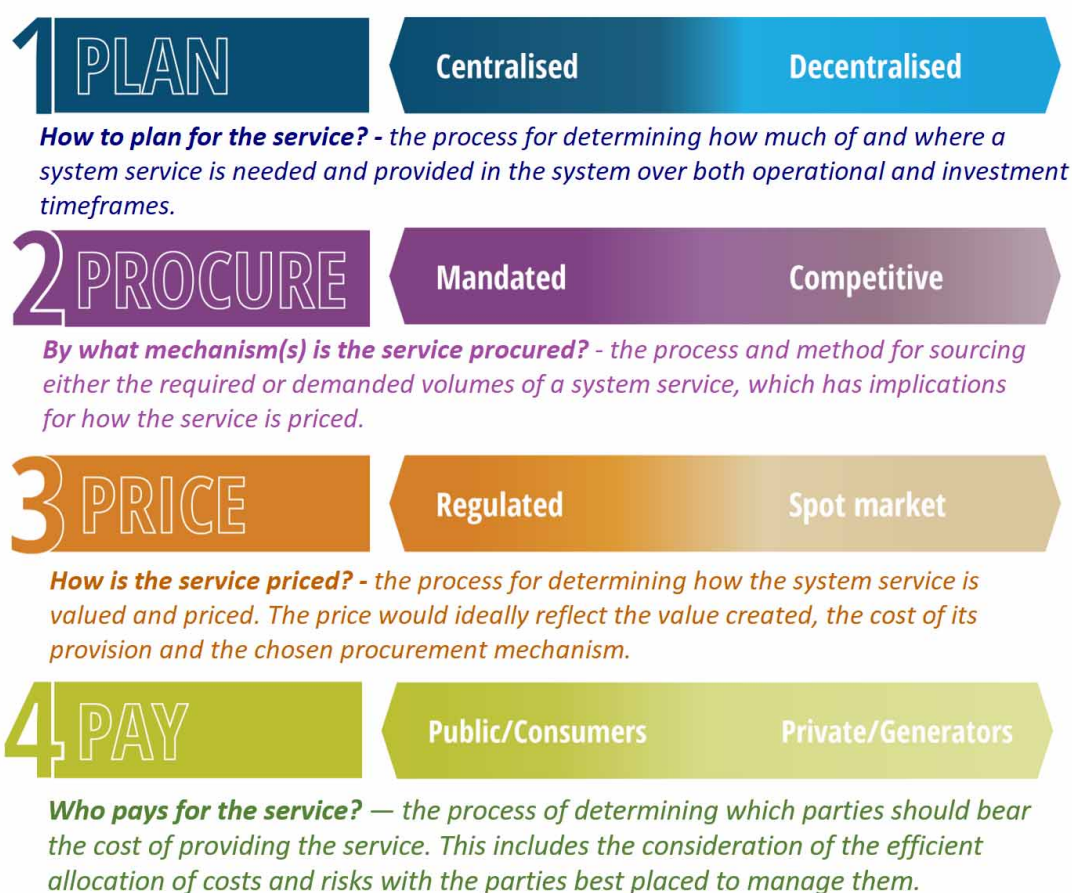 1 PLAN Centralised Decentralised
How to plan for the service? - the process for determining how much of and where a
system service is needed and provided in the system over both operational and investment
timeframes.
2 PROCURE Mandated Competitive
By what mechanism(s) is the service procured? - the process and method for sourcing
either the required or demanded volumes of a system service, which has implications
for how the service is priced.
3 PRICE Regulated Spot market
How is the service priced? - the process for determining how the system service is
valued and priced. The price would ideally reflect the value created, the cost of its
provision and the chosen procurement mechanism.
4 PAY Public/Consumers Private/Generators
Who pays for the service? — the process of determining which parties should bear
the cost of providing the service. This includes the consideration of the efficient
allocation of costs and risks with the parties best placed to manage them.